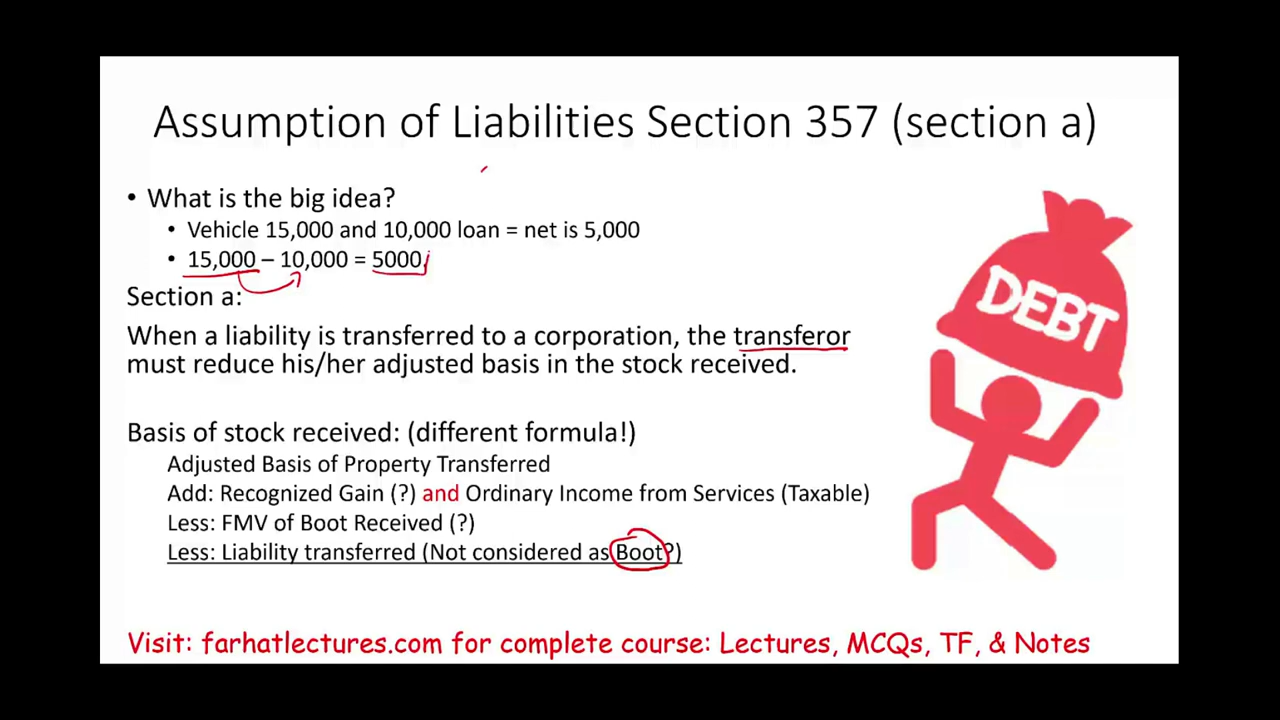 Assumption of Liabilities Section 357 (section a)
• What is the big idea?
• Vehicle 15,000 and 10,000 loan = net is 5,000
• 15,000 – 10,000 = 5000
Section a:
When a liability is transferred to a corporation, the transferor
must reduce his/her adjusted basis in the stock received.
DEBT
Basis of stock received: (different formula!)
Adjusted Basis of Property Transferred
Add: Recognized Gain (?) and Ordinary Income from Services (Taxable)
Less: FMV of Boot Received (?)
Less: Liability transferred (Not considered as Boot?)
Visit: farhatlectures.com for complete course: Lectures, MCQs, TF, & Notes